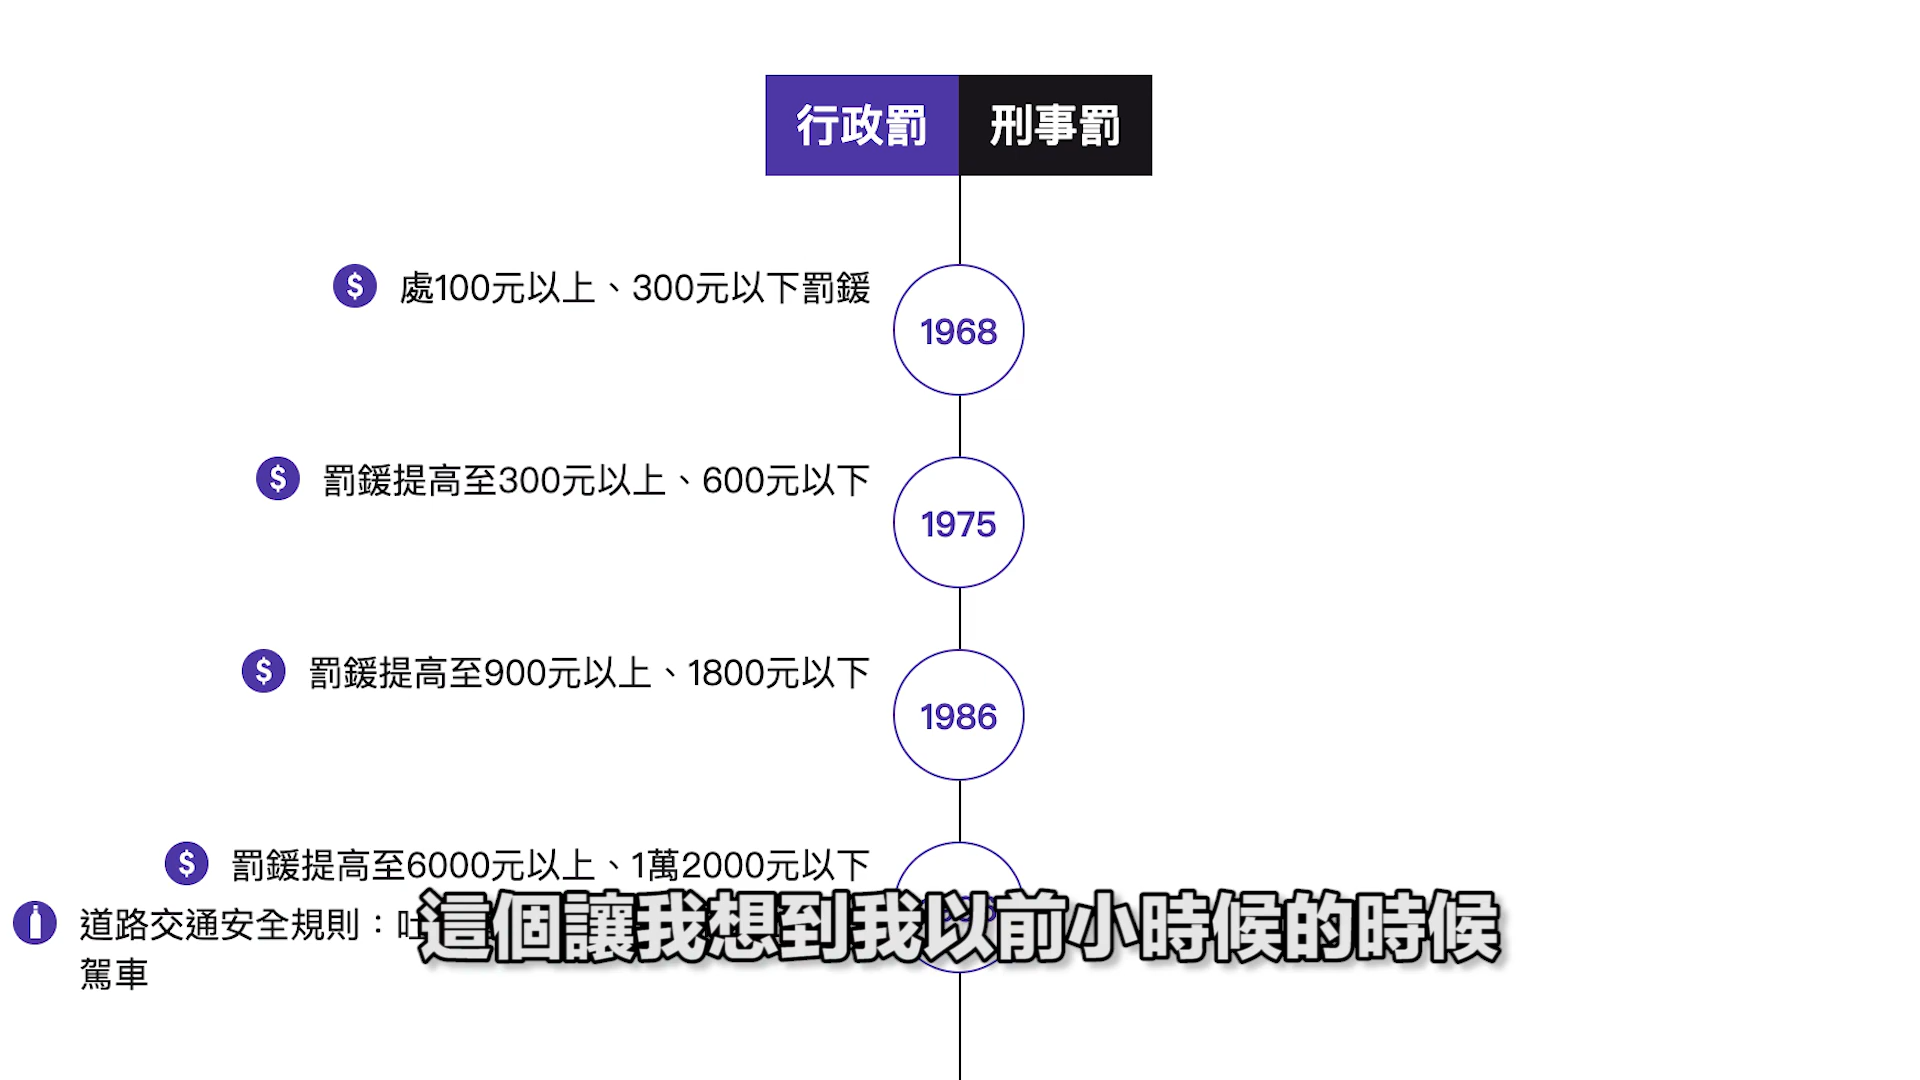 行政罰 刑事罰
處100元以上、300元以下罰鍰
1968
罰鍰提高至300元以上、600元以下
1975
罰鍰提高至900元以上、1800元以下
1986
罰鍰提高至6000元以上、1萬2000元以下
道路交通安全規則：吐
駕車
這個讓我想到我以前小時候的時候